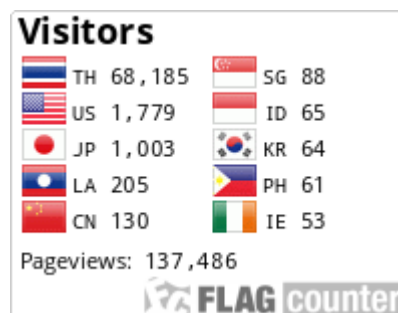 Visitors
TH 68,185 SG 88
US 1,779 ID 65
JP 1,003 KR 64
LA 205 PH 61
CN 130 IE 53
Pageviews: 137,486
FC FLAG counter